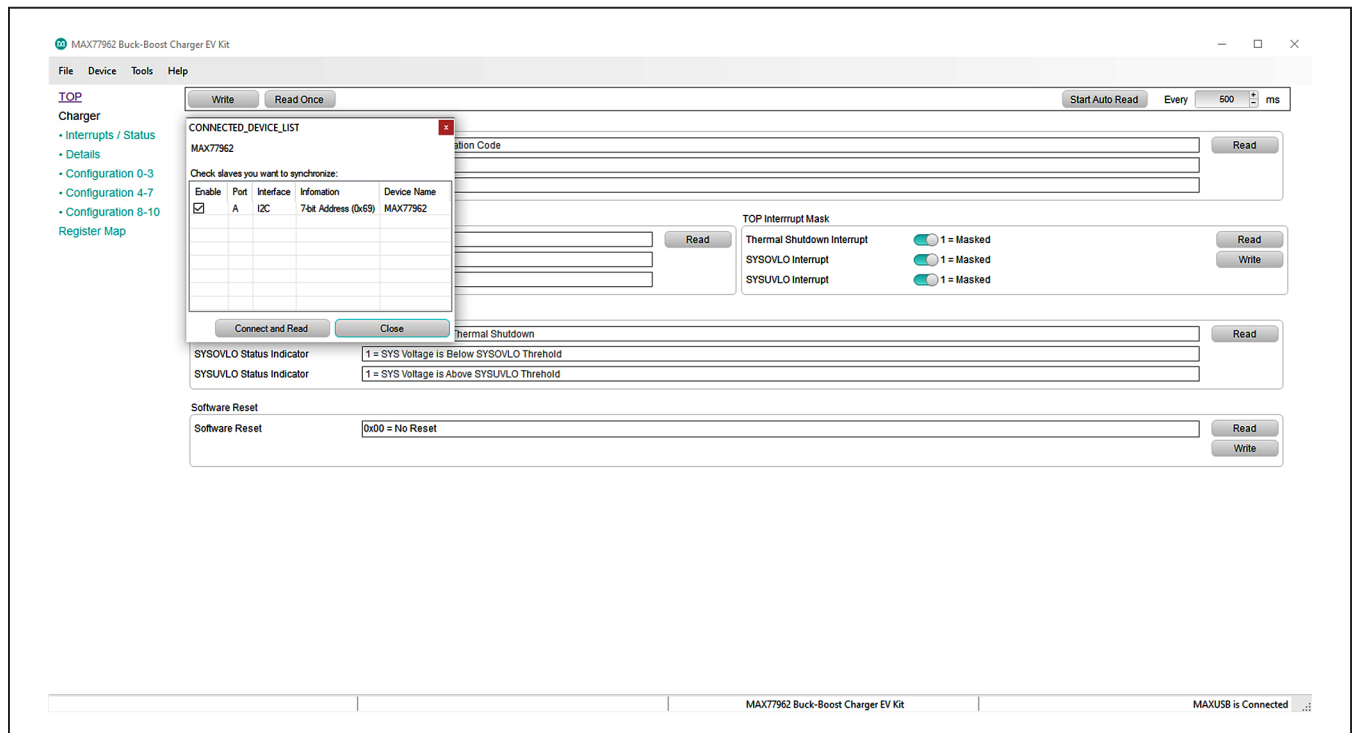 MAX77962 Buck-Boost Charger EV Kit
File Device Tools Help
TOP
Charger
• Interrupts / Status
• Details
• Configuration 0-3
• Configuration 4-7
• Configuration 8-10
Register Map
Write Read Once Start Auto Read Every 500 ms
CONNECTED_DEVICE_LIST x
MAX77962
Check slaves you want to synchronize:
Enable Port Interface Infomation Device Name
A I2C 7-bit Address (0x69) MAX77962
Connect and Read Close
ation Code Read
Read
TOP Interrrupt Mask
Thermal Shutdown Interrupt 1 = Masked Read
SYSOVLO Interrupt 1 = Masked Write
SYSUVLO Interrupt 1 = Masked
Thermal Shutdown Read
SYSOVLO Status Indicator 1 = SYS Voltage is Below SYSOVLO Threhold
SYSUVLO Status Indicator 1 = SYS Voltage is Above SYSUVLO Threhold
Software Reset
Software Reset 0x00 = No Reset Read
Write
MAX77962 Buck-Boost Charger EV Kit MAXUSB is Connected